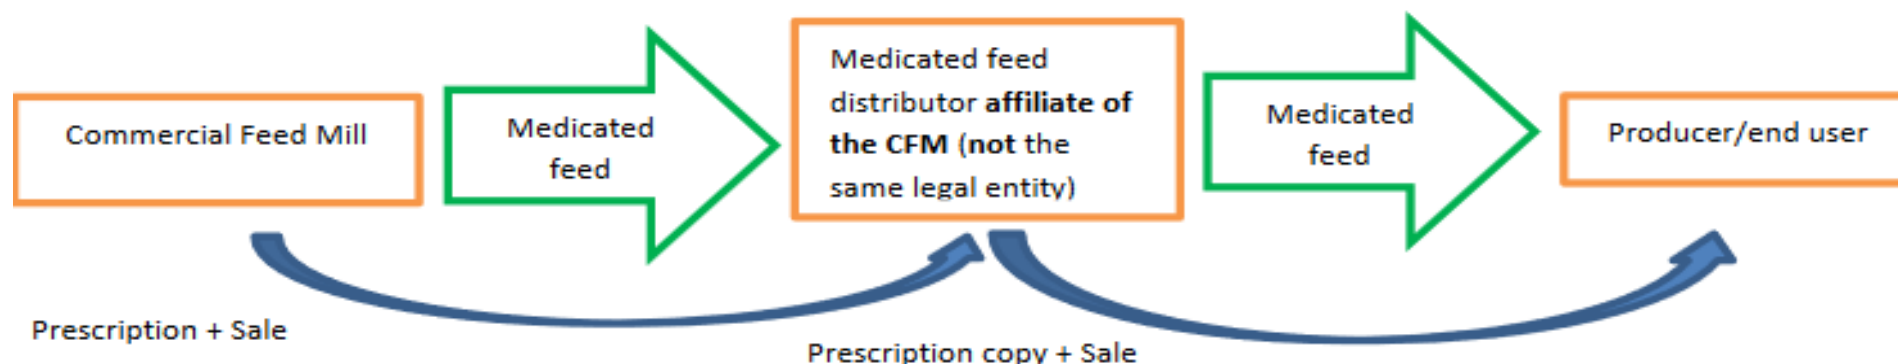 Commercial Feed Mill
Medicated
feed
Medicated feed
distributor affiliate of
the CFM (not the
same legal entity)
Medicated
feed
Producer/end user
Prescription + Sale
Prescription copy + Sale